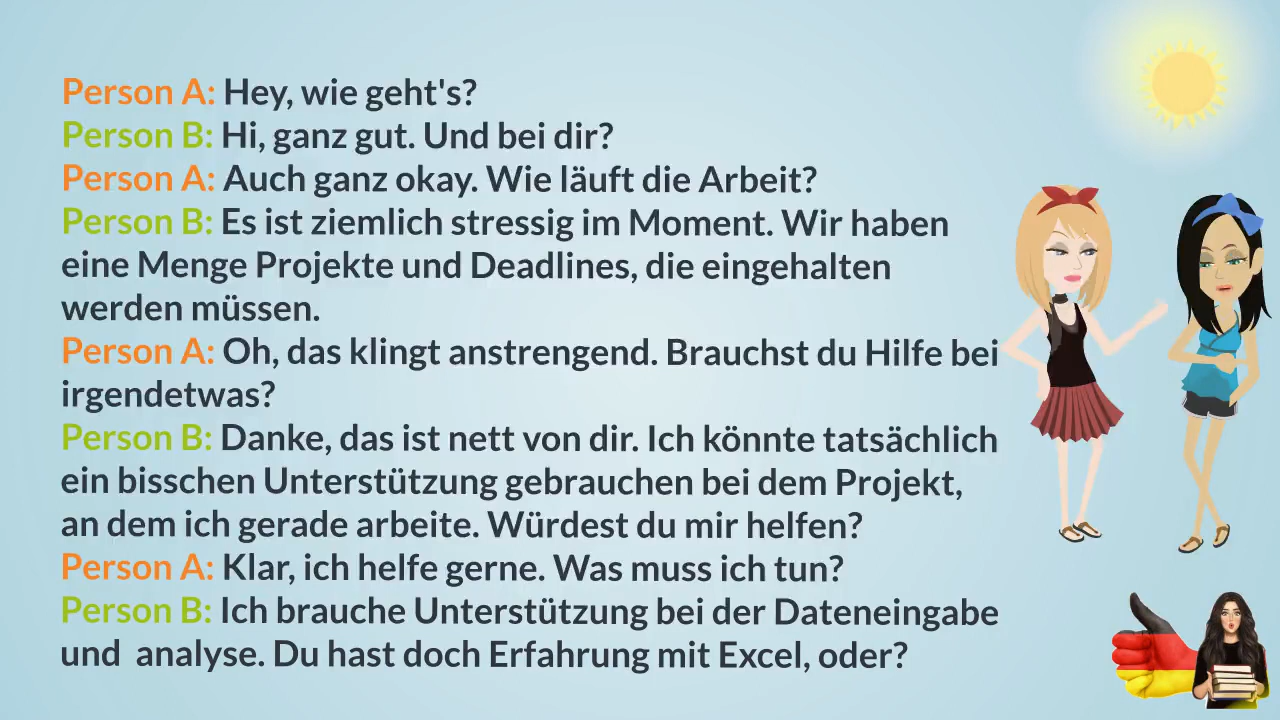 Person A: Hey, wie geht's?
Person B: Hi, ganz gut. Und bei dir?
Person A: Auch ganz okay. Wie läuft die Arbeit?
Person B: Es ist ziemlich stressig im Moment. Wir haben
eine Menge Projekte und Deadlines, die eingehalten
werden müssen.
Person A: Oh, das klingt anstrengend. Brauchst du Hilfe bei
irgendetwas?
Person B: Danke, das ist nett von dir. Ich könnte tatsächlich
ein bisschen Unterstützung gebrauchen bei dem Projekt,
an dem ich gerade arbeite. Würdest du mir helfen?
Person A: Klar, ich helfe gerne. Was muss ich tun?
Person B: Ich brauche Unterstützung bei der Dateneingabe
und  analyse. Du hast doch Erfahrung mit Excel, oder?